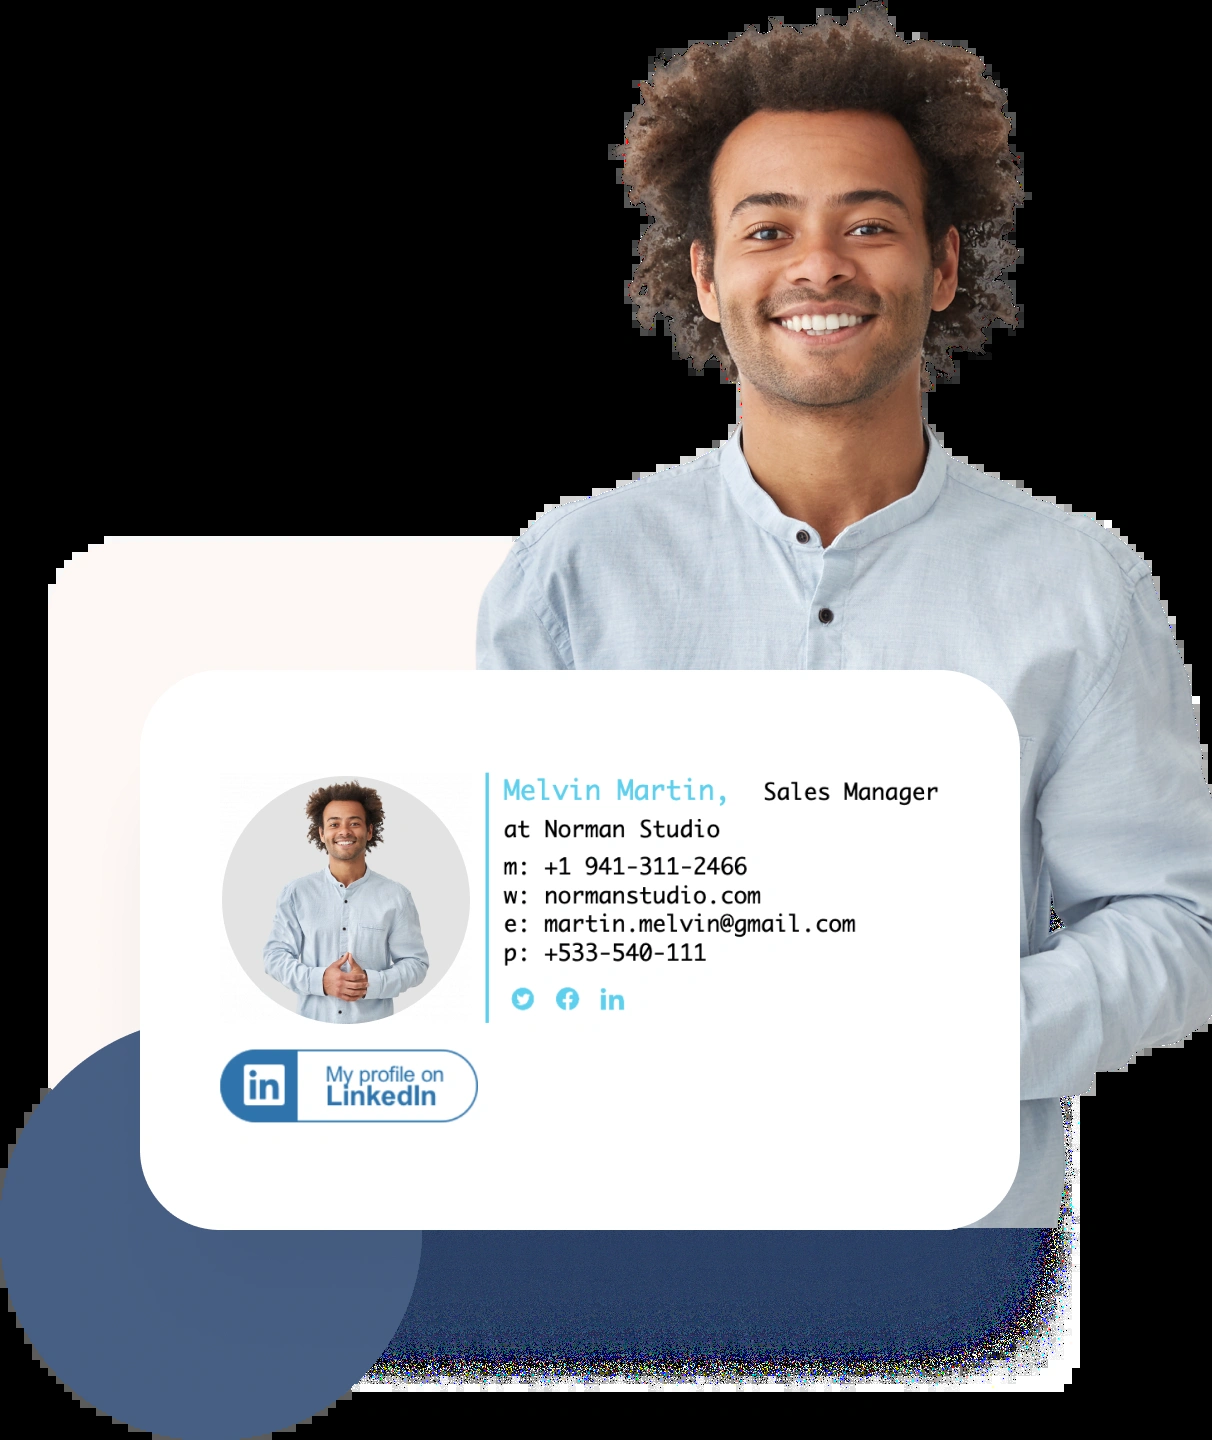 Melvin Martin, Sales Manager
at Norman Studio
m: +1 941-311-2466
w: normanstudio.com
e: martin.melvin@gmail.com
p: +533-540-111
in
in My profile on
LinkedIn